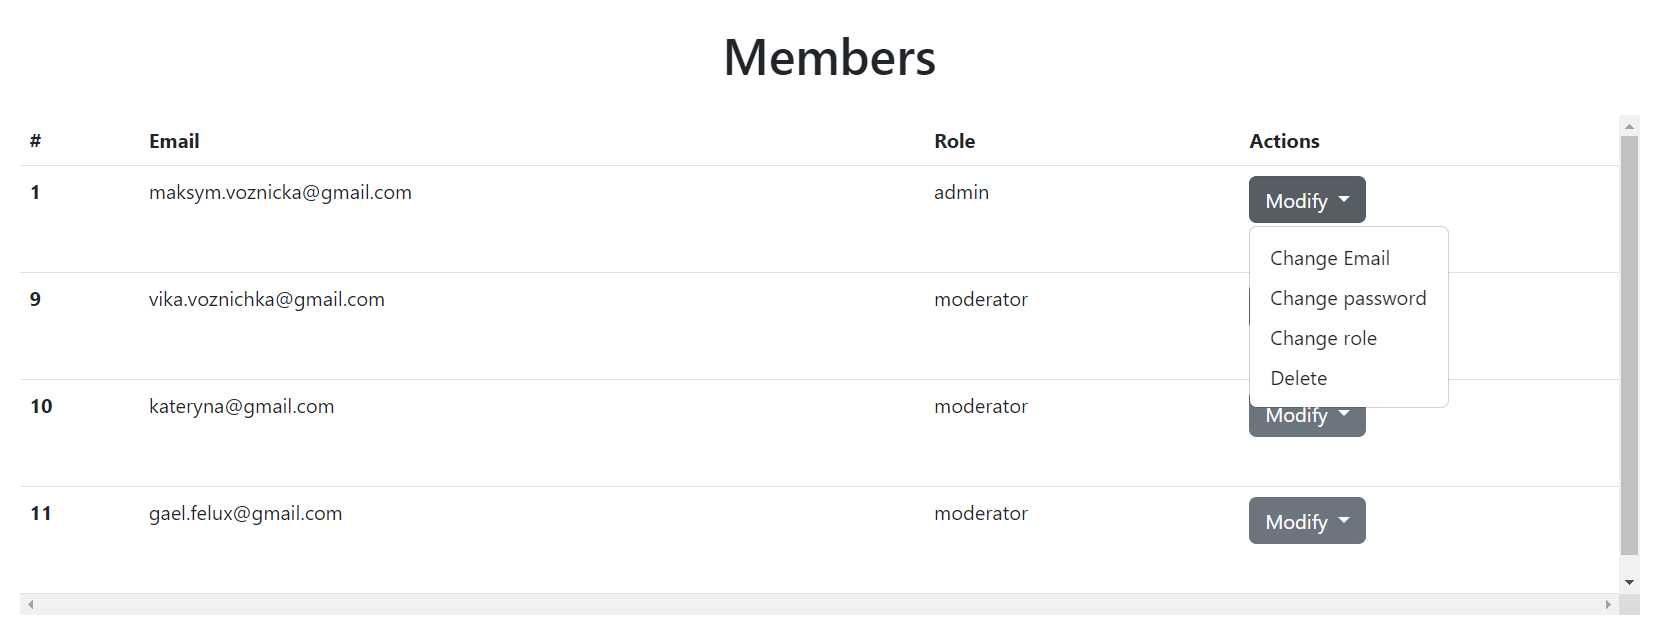 Members
# Email Role Actions
1 maksym.voznicka@gmail.com admin Modify
Change Email
9 vika.voznichka@gmail.com moderator Change password
Change role
Delete
10 kateryna@gmail.com moderator Modify
11 gael.felux@gmail.com moderator Modify